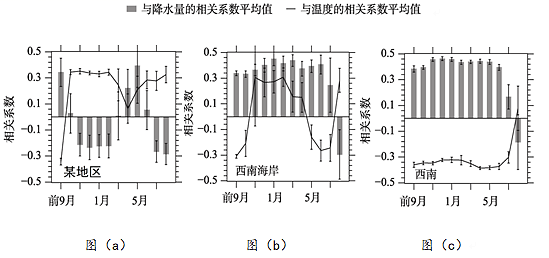 与降水量的相关系数平均值 与温度的相关系数平均值
相关系数
0.5
0.3
0.1
-0.1
-0.3
-0.5
某地区
前9月 1月 5月
图（a）
相关系数
0.5
0.3
0.1
-0.1
-0.3
-0.5
西南海岸
前9月 1月 5月
图（b）
相关系数
0.5
0.3
0.1
-0.1
-0.3
-0.5
西南
前9月 1月 5月
图（c）